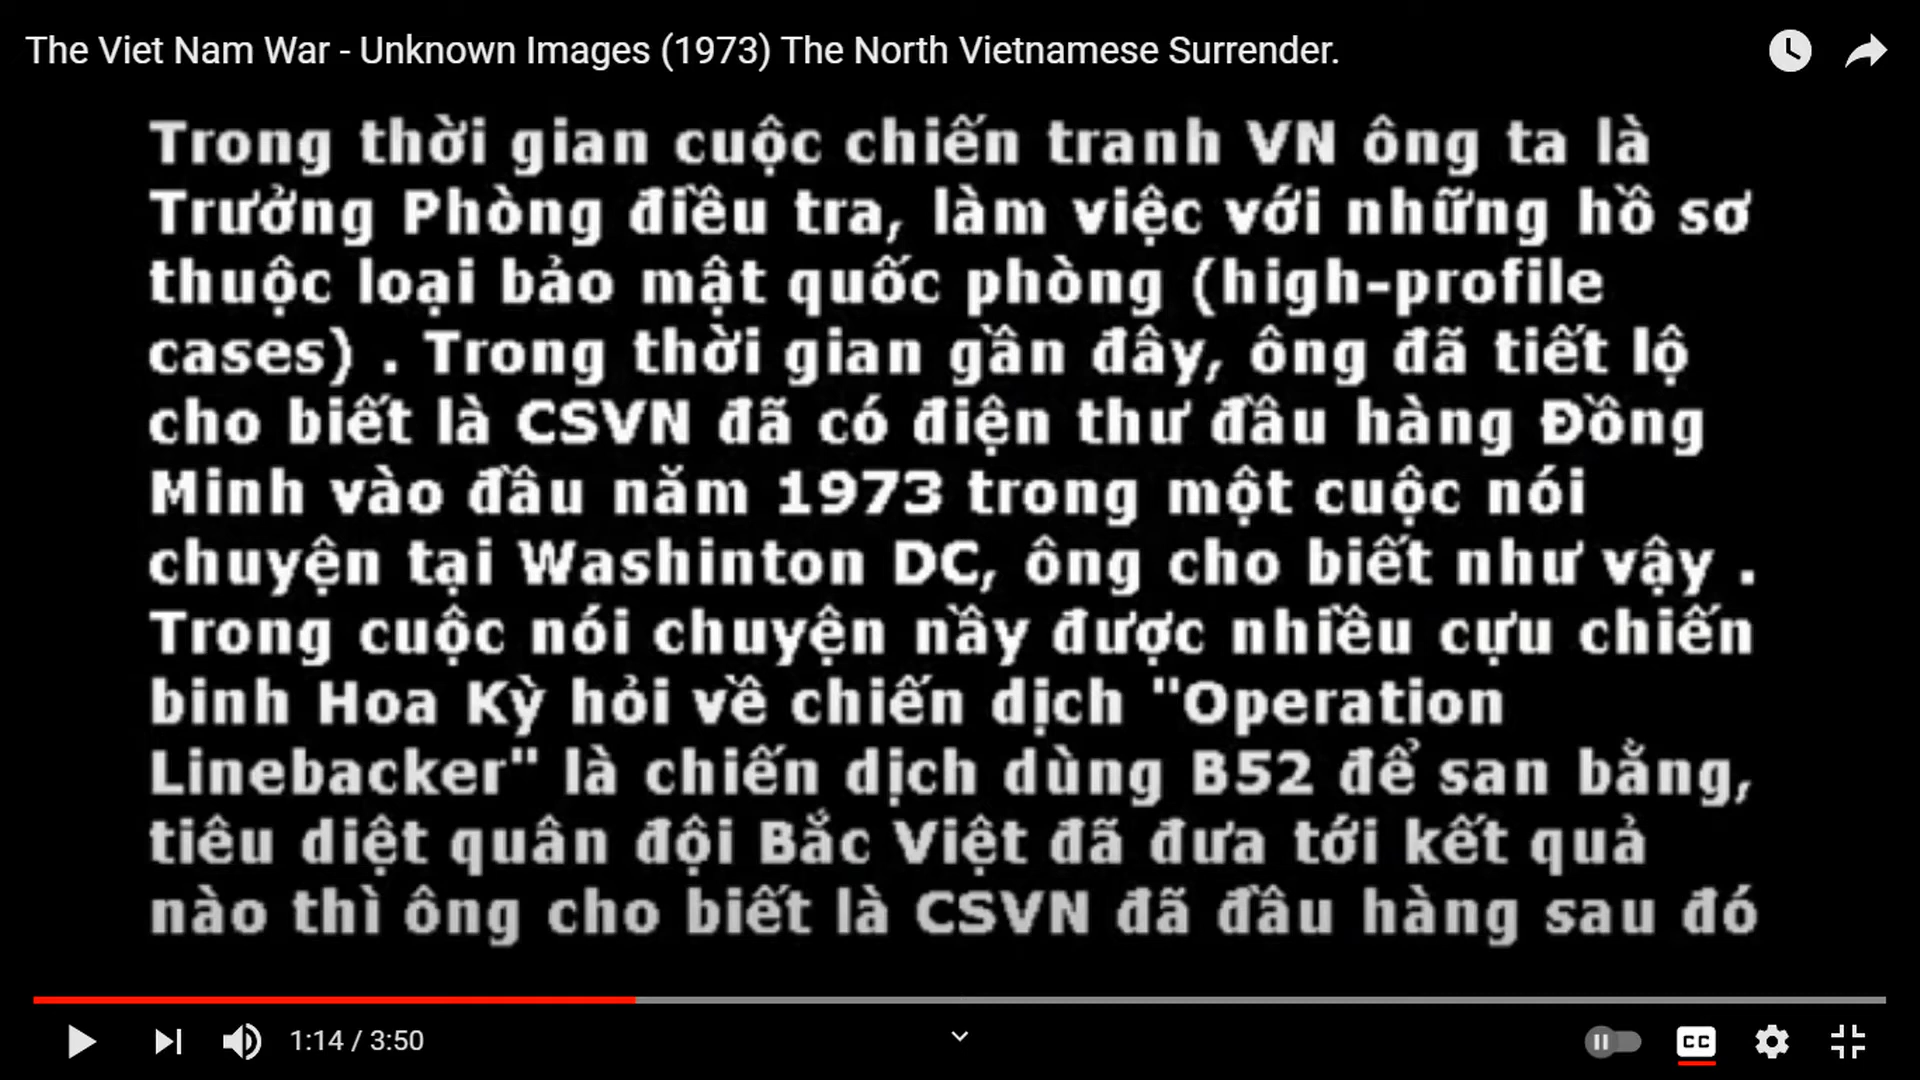 The Viet Nam War - Unknown Images (1973) The North Vietnamese Surrender.
Trong thời gian cuộc chiến tranh VN ông ta là
Trưởng Phòng điều tra, làm việc với những hồ sơ
thuộc loại bảo mật quốc phòng (high-profile
cases) . Trong thời gian gần đây, ông đã tiết lộ
cho biết là CSVN đã có điện thư đầu hàng Đồng
Minh vào đầu năm 1973 trong một cuộc nói
chuyện tại Washinton DC, ông cho biết như vậy .
Trong cuộc nói chuyện nầy được nhiều cựu chiến
binh Hoa Kỳ hỏi về chiến dịch "Operation
Linebacker" là chiến dịch dùng B52 để san bằng,
tiêu diệt quân đội Bắc Việt đã đưa tới kết quả
nào thì ông cho biết là CSVN đã đầu hàng sau đó
1:14 / 3:50
CC